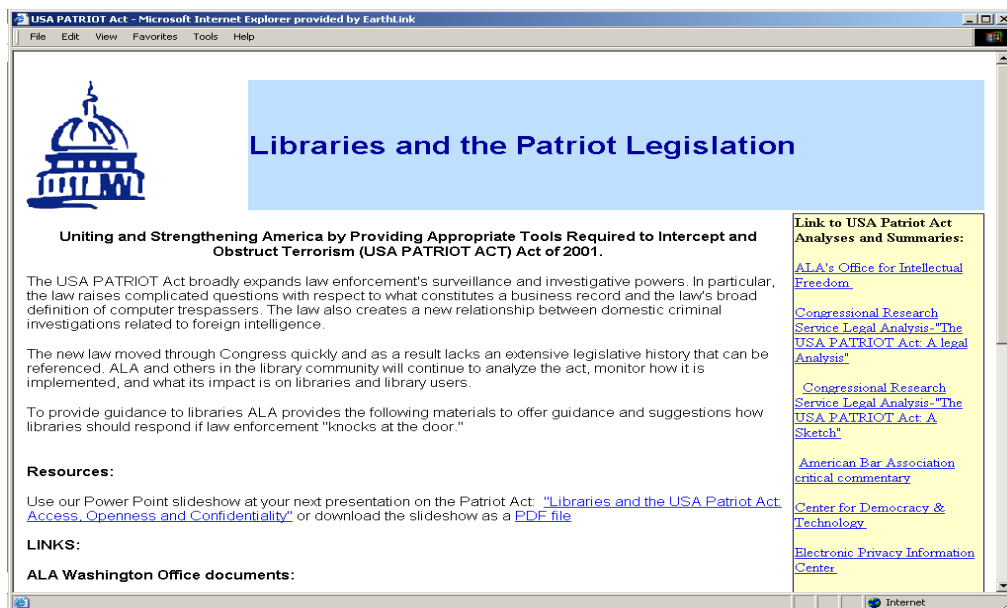 USA PATRIOT Act - Microsoft Internet Explorer provided by EarthLink
File Edit View Favorites Tools Help
Libraries and the Patriot Legislation
Uniting and Strengthening America by Providing Appropriate Tools Required to Intercept and
Obstruct Terrorism (USA PATRIOT ACT) Act of 2001.
The USA PATRIOT Act broadly expands law enforcement's surveillance and investigative powers. In particular,
the law raises complicated questions with respect to what constitutes a business record and the law's broad
definition of computer trespassers. The law also creates a new relationship between domestic criminal
investigations related to foreign intelligence.
The new law moved through Congress quickly and as a result lacks an extensive legislative history that can be
referenced. ALA and others in the library community will continue to analyze the act, monitor how it is
implemented, and what its impact is on libraries and library users.
To provide guidance to libraries ALA provides the following materials to offer guidance and suggestions how
libraries should respond if law enforcement "knocks at the door."
Resources:
Use our Power Point slideshow at your next presentation on the Patriot Act: "Libraries and the USA Patriot Act:
Access, Openness and Confidentiality" or download the slideshow as a PDF file
LINKS:
ALA Washington Office documents:
Link to USA Patriot Act
Analyses and Summaries:
ALA's Office for Intellectual
Freedom
Congressional Research
Service Legal Analysis-"The
USA PATRIOT Act: A legal
Analysis"
Congressional Research
Service Legal Analysis-"The
USA PATRIOT Act: A
Sketch"
American Bar Association
critical commentary
Center for Democracy &
Technology
Electronic Privacy Information
Center
Internet